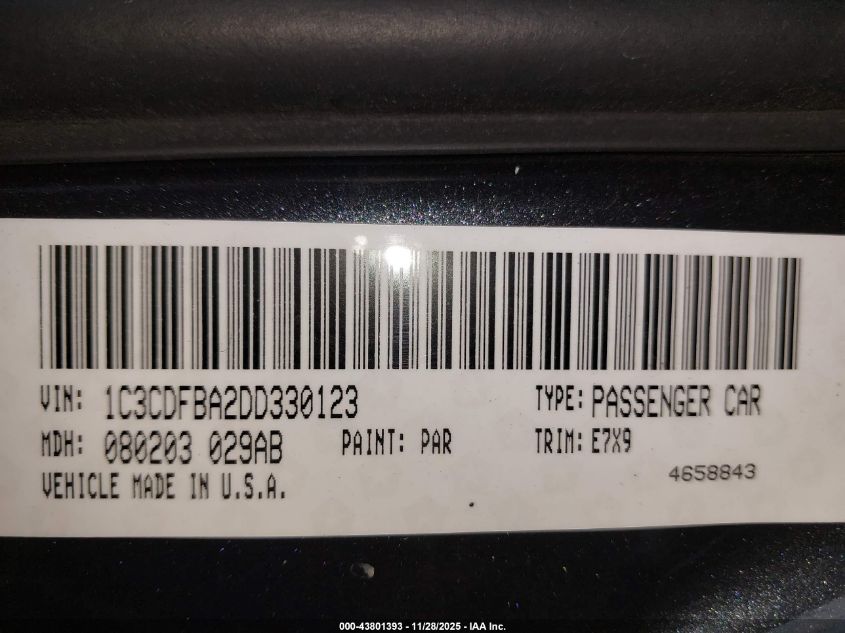 VIN: 1C3CDFBA2DD330123 TYPE: PASSENGER CAR
MDH: 080203 029AB PAINT: PAR TRIM: E7X9
4658843
VEHICLE MADE IN U.S.A.
000-43801393 - 11/28/2025 - IAA Inc.